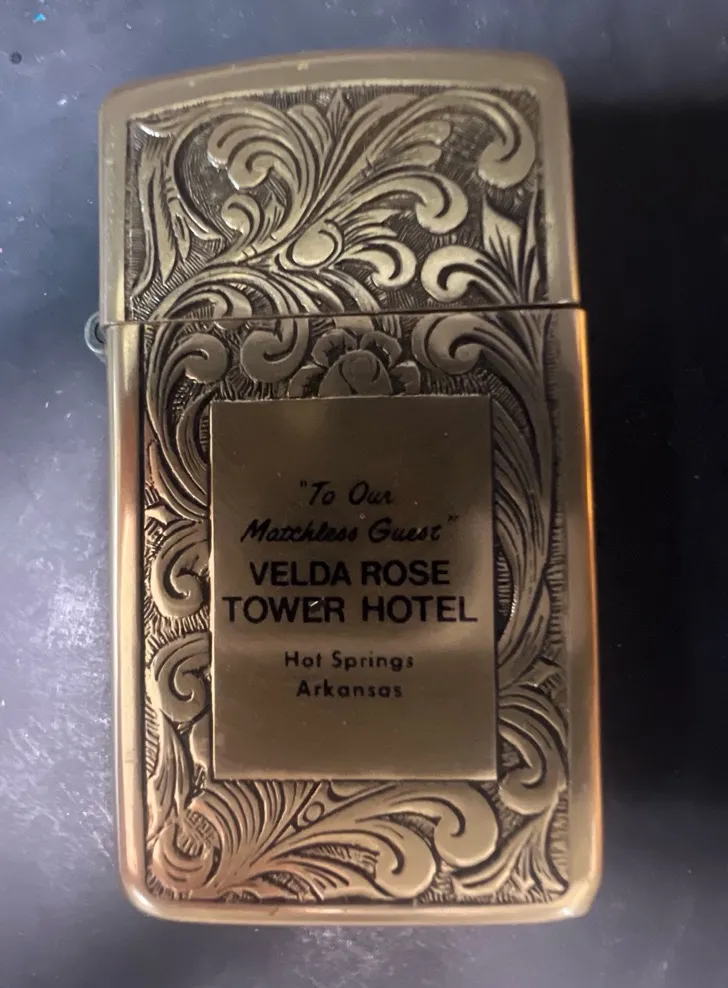 "To Our
Matchless Guest"
VELDA ROSE
TOWER HOTEL
Hot Springs
Arkansas